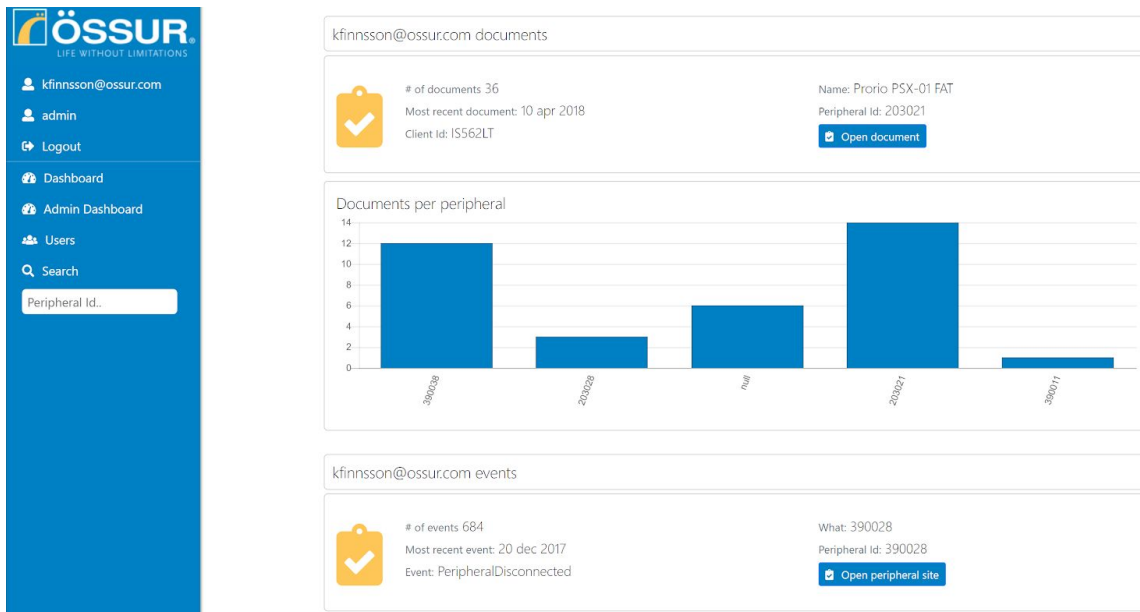 ÖSSUR®
LIFE WITHOUT LIMITATIONS
kfinnsson@ossur.com
admin
Logout
Dashboard
Admin Dashboard
Users
Search
Peripheral Id..
kfinnsson@ossur.com documents
# of documents 36
Most recent document: 10 apr 2018
Client Id: IS562LT
Name: Prorio PSX-01 FAT
Peripheral Id: 203021
Open document
Documents per peripheral
14
12
10
8
6
4
2
0
390038
203028
null
203021
390011
kfinnsson@ossur.com events
# of events 684
Most recent event: 20 dec 2017
Event: PeripheralDisconnected
What: 390028
Peripheral Id: 390028
Open peripheral site